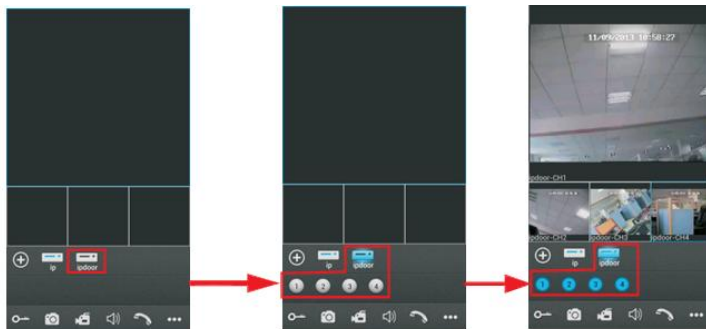 ip
ipdoor
ip
ipdoor
1 2 3 4
11/09/2013 10:58:27
ipdoor-CH1
ipdoor-CH2
ipdoor-CH3
ipdoor-CH4
ip
ipdoor
1 2 3 4